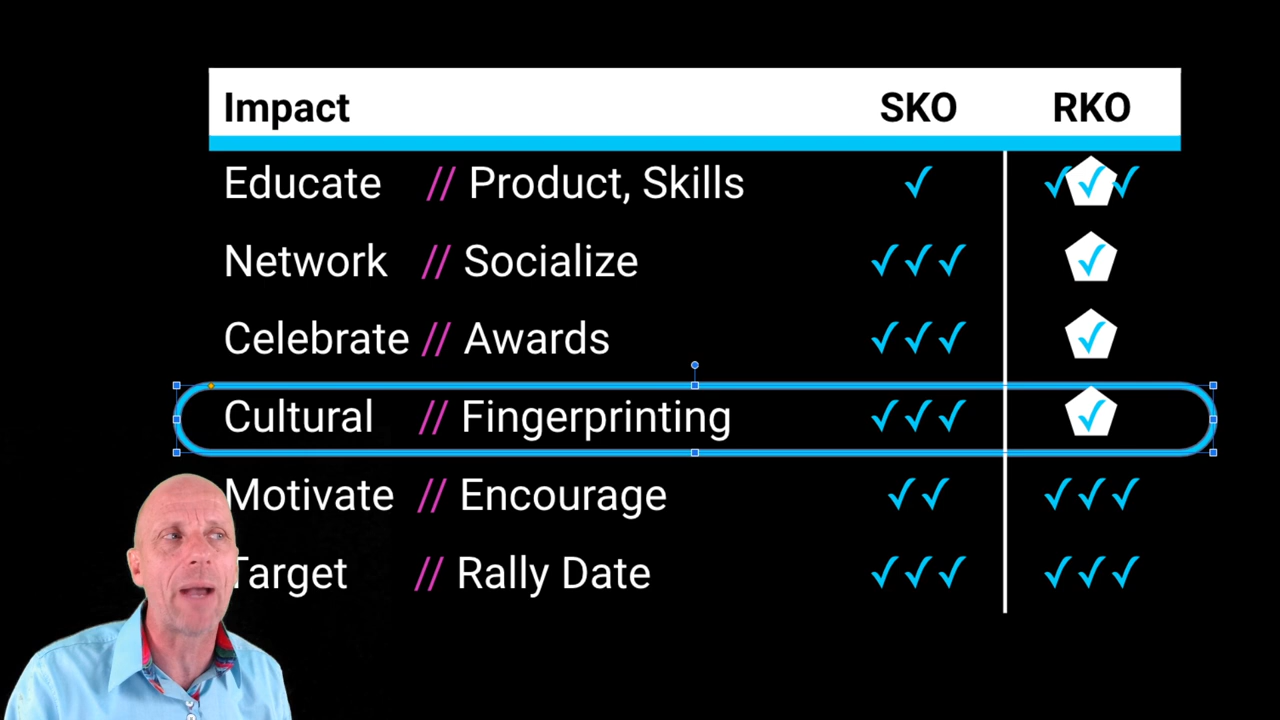 Impact SKO RKO
Educate // Product, Skills ✓ ✓✓✓
Network // Socialize ✓✓✓ ✓
Celebrate // Awards ✓✓✓ ✓
Cultural // Fingerprinting ✓✓✓ ✓
Motivate // Encourage ✓✓ ✓✓✓
Target // Rally Date ✓✓✓ ✓✓✓